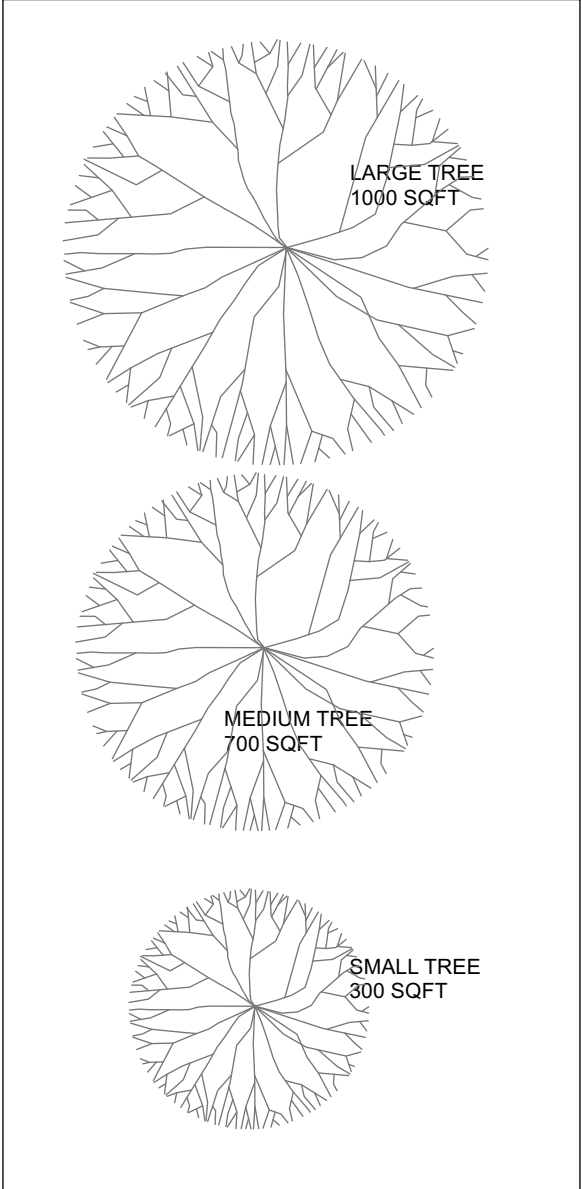 LARGE TREE
1000 SQFT
MEDIUM TREE
700 SQFT
SMALL TREE
300 SQFT